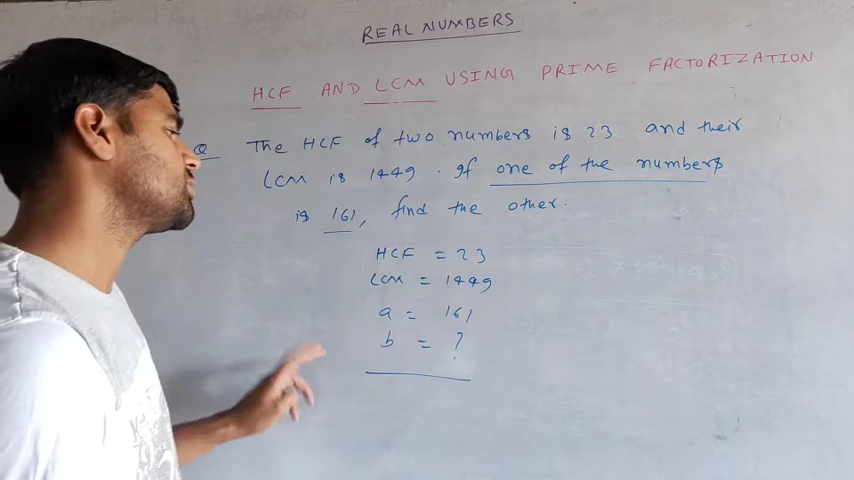 REAL NUMBERS
HCF AND LCM USING PRIME FACTORIZATION
Q The HCF of two numbers is 23 and their
LCM is 1449. If one of the numbers
is 161, find the other.
HCF = 23
LCM = 1449
a = 161
b = ?